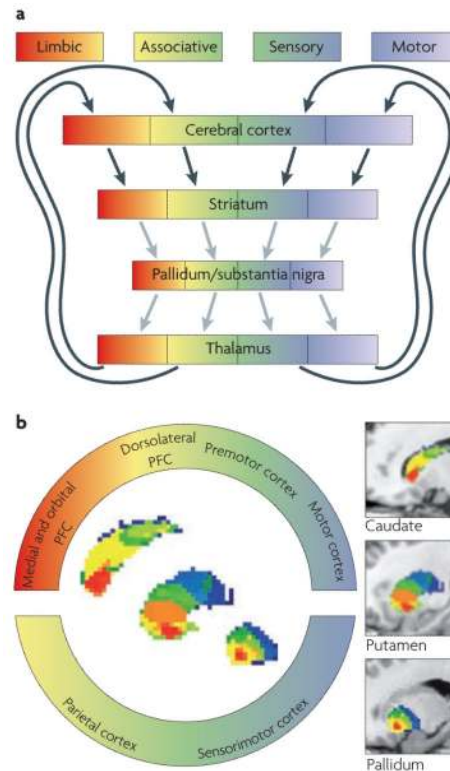 a
Limbic
Associative
Sensory
Motor
Cerebral cortex
Striatum
Pallidum/substantia nigra
Thalamus
b
Medial and orbital
PFC
Dorsolateral
PFC
Premotor cortex
Motor cortex
Parietal cortex
Sensorimotor cortex
Caudate
Putamen
Pallidum